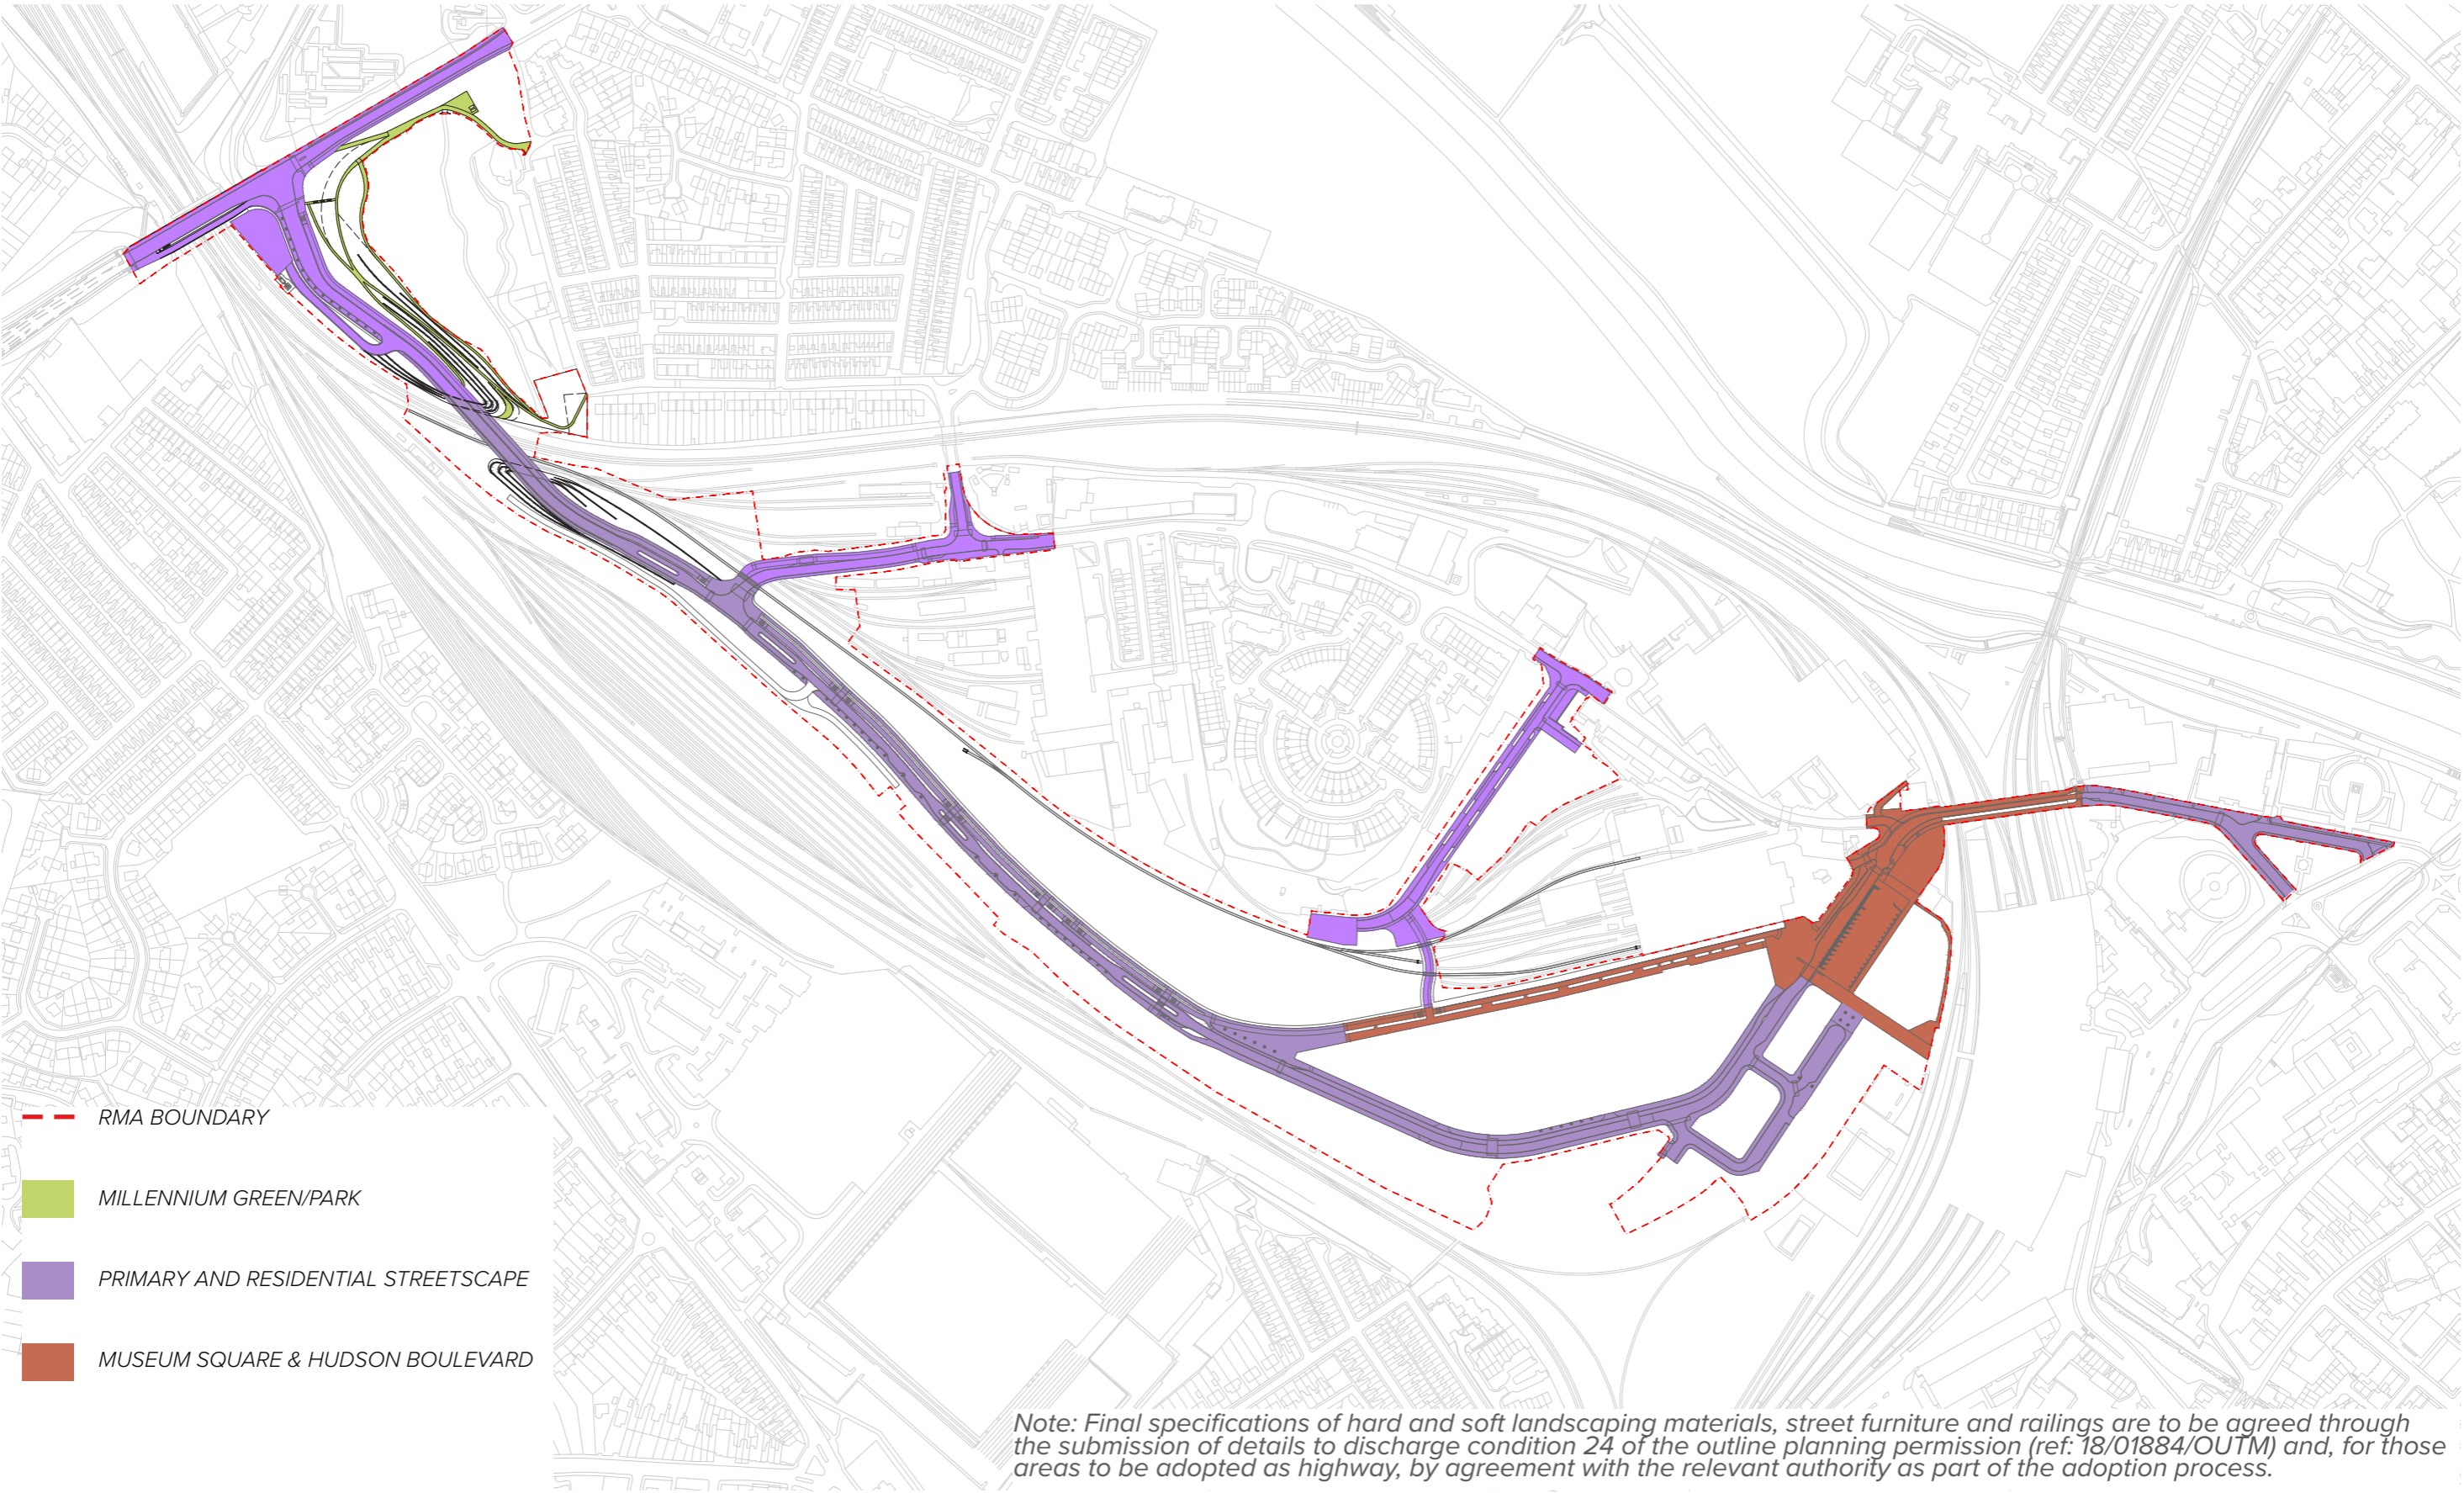 RMA BOUNDARY
MILLENNIUM GREEN/PARK
PRIMARY AND RESIDENTIAL STREETSCAPE
MUSEUM SQUARE & HUDSON BOULEVARD
Note: Final specifications of hard and soft landscaping materials, street furniture and railings are to be agreed through
the submission of details to discharge condition 24 of the outline planning permission (ref: 18/01884/OUTM) and, for those
areas to be adopted as highway, by agreement with the relevant authority as part of the adoption process.